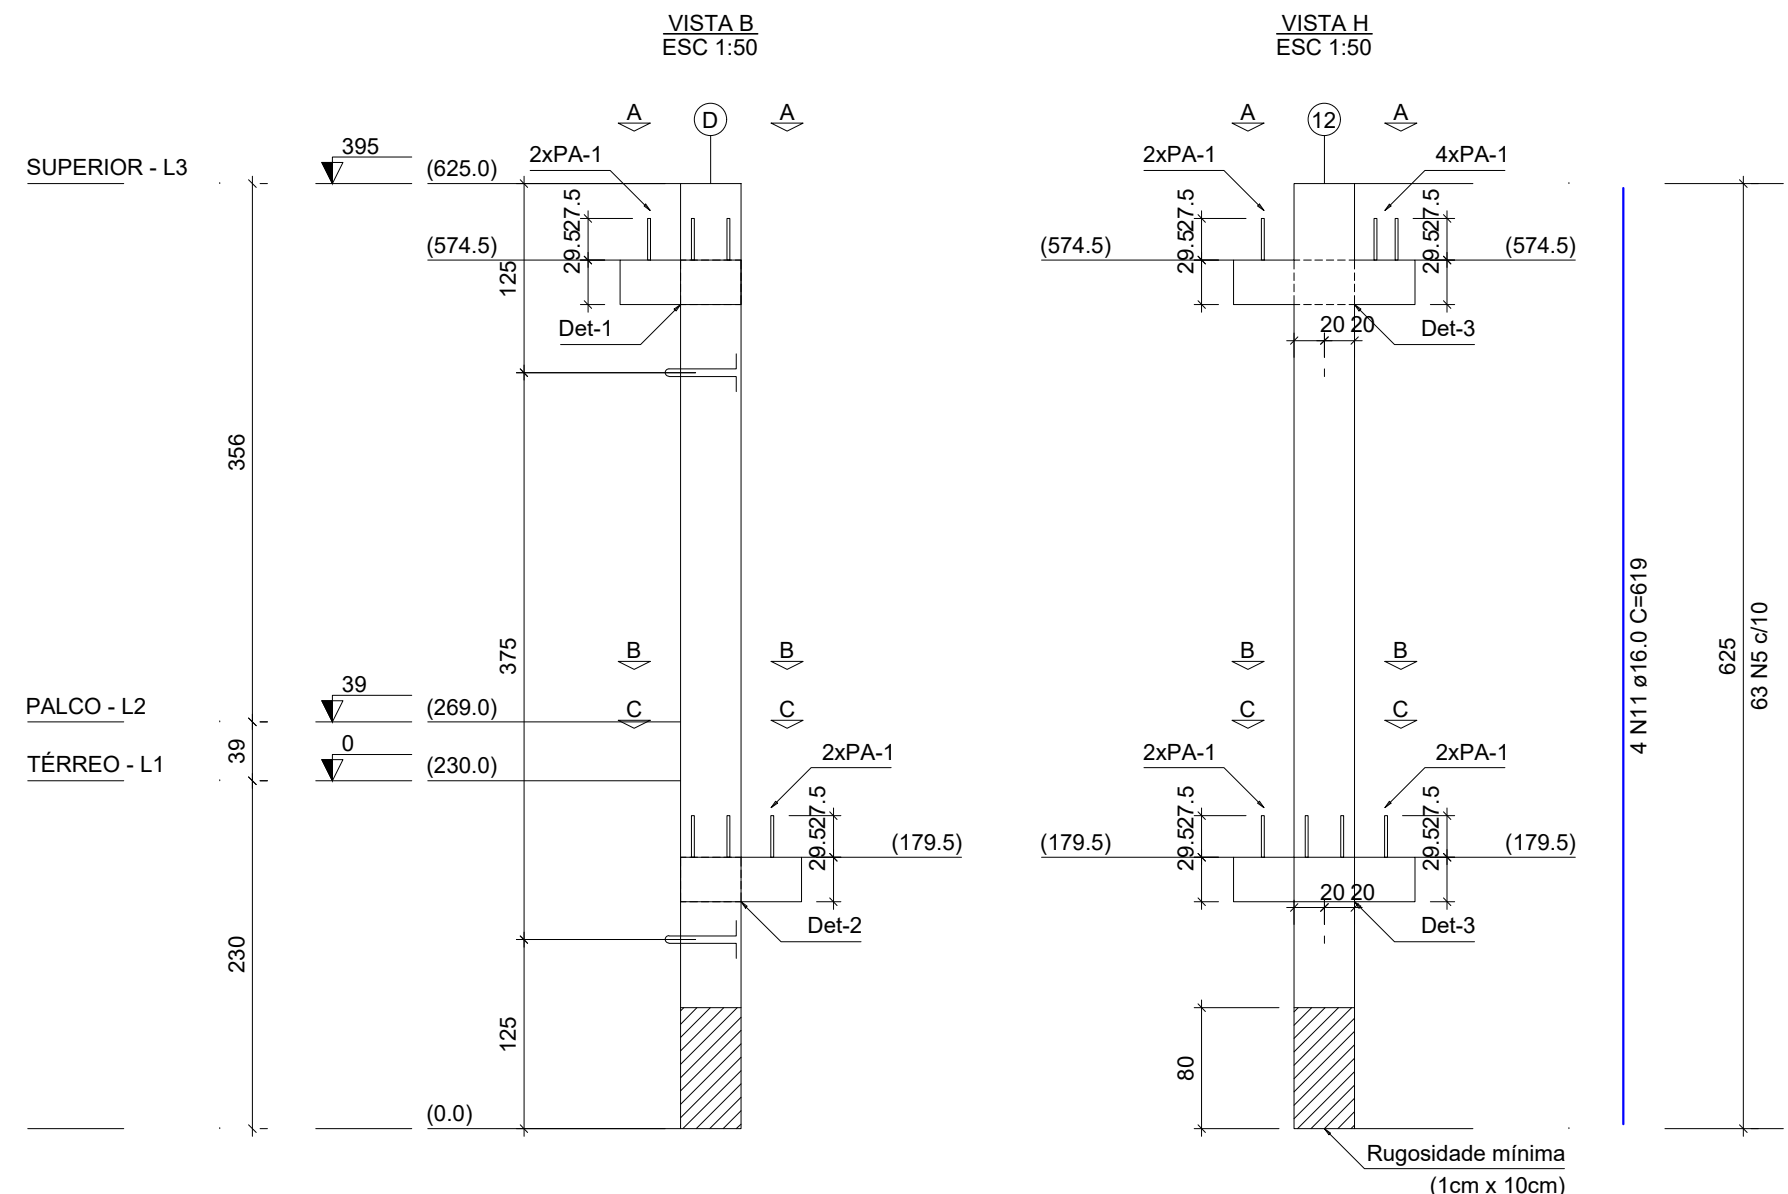 VISTA B
ESC 1:50
VISTA H
ESC 1:50
A
D
A
A
12
A
SUPERIOR - L3
395
(625.0)
2xPA-1
2xPA-1
4xPA-1
27.5
29.5
27.5
29.5
27.5
29.5
(574.5)
(574.5)
(574.5)
125
Det-1
20 20
Det-3
356
375
B
B
B
B
PALCO - L2
39
(269.0)
C
C
C
C
39
TÉRREO - L1
0
(230.0)
2xPA-1
2xPA-1
2xPA-1
27.5
29.5
27.5
29.5
27.5
29.5
(179.5)
(179.5)
(179.5)
20 20
Det-2
Det-3
230
125
80
(0.0)
Rugosidade mínima
(1cm x 10cm)
4 N11 ø16.0 C=619
625
63 N5 c/10